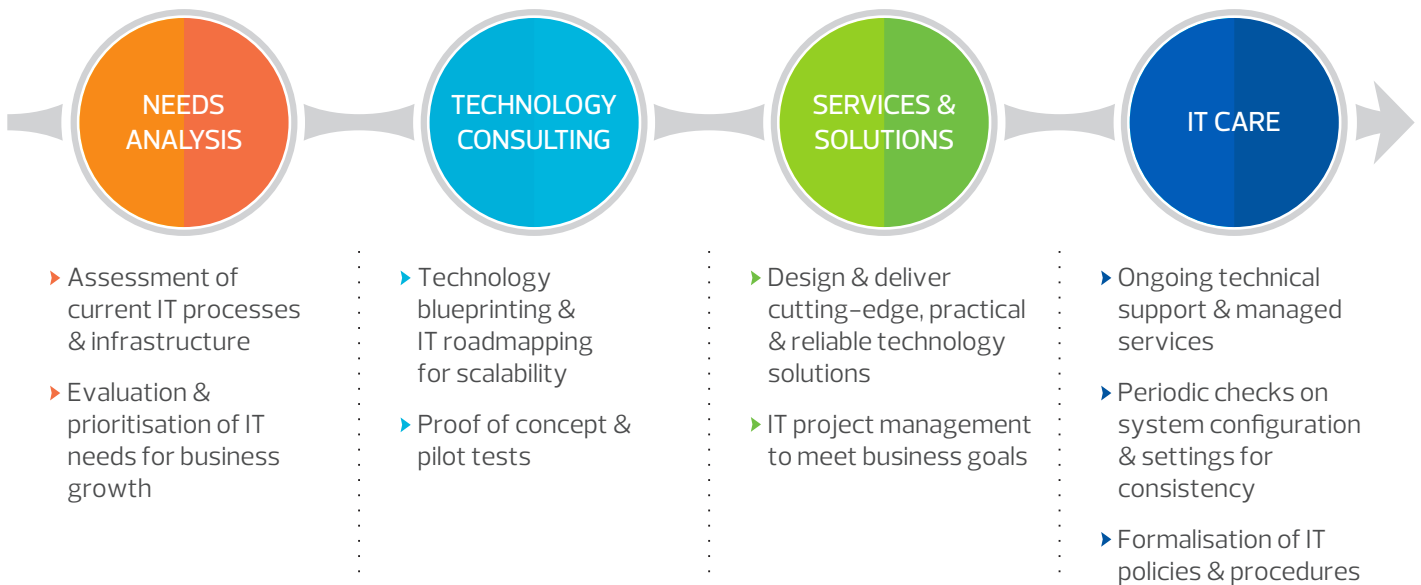 NEEDS
ANALYSIS
TECHNOLOGY
CONSULTING
SERVICES &
SOLUTIONS
IT CARE
Assessment of
current IT processes
& infrastructure
Evaluation &
prioritisation of IT
needs for business
growth
Technology
blueprinting &
IT roadmapping
for scalability
Proof of concept &
pilot tests
Design & deliver
cutting-edge, practical
& reliable technology
solutions
IT project management
to meet business goals
Ongoing technical
support & managed
services
Periodic checks on
system configuration
& settings for
consistency
Formalisation of IT
policies & procedures